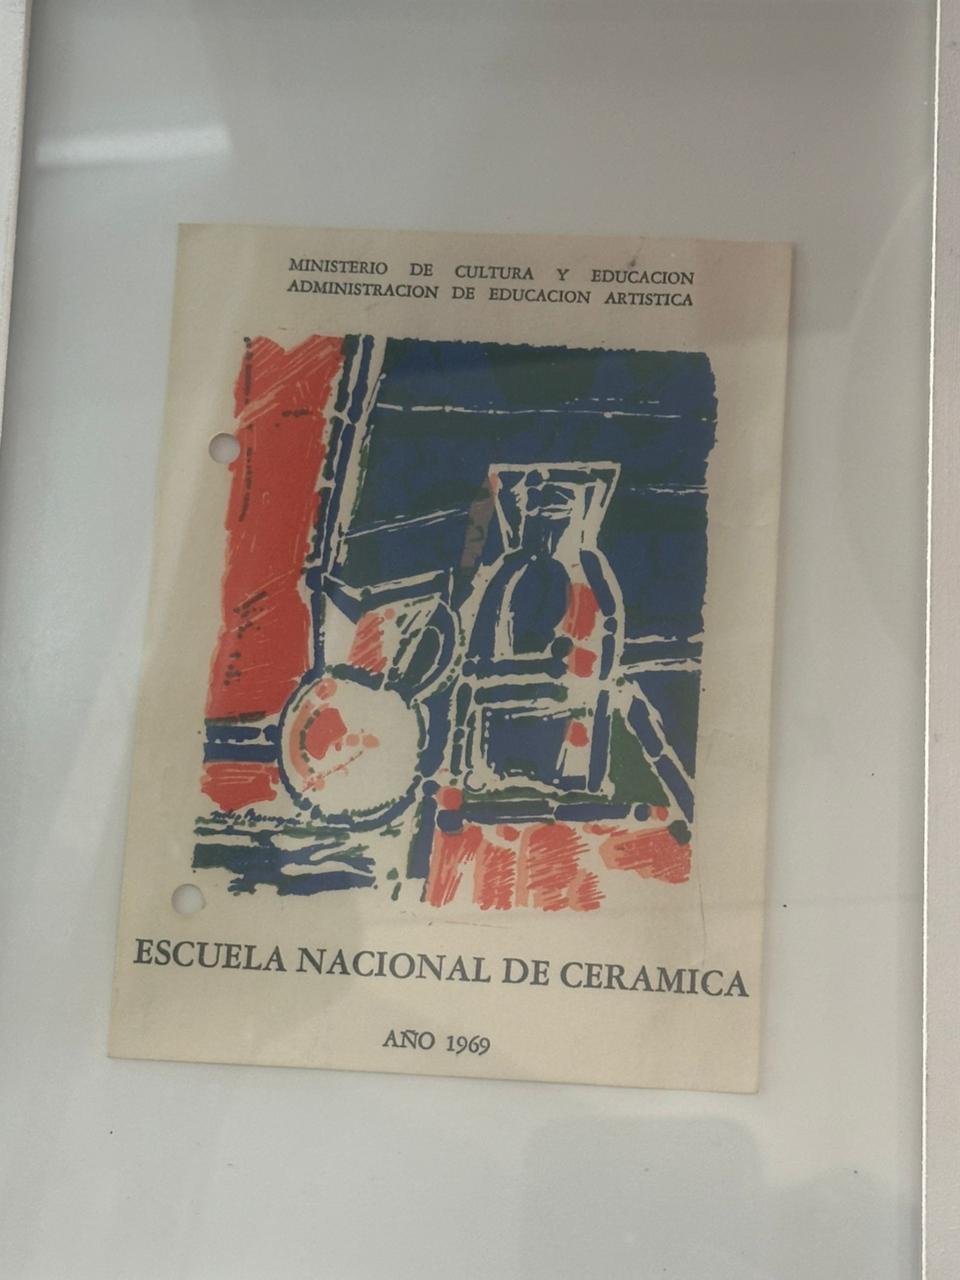 MINISTERIO DE CULTURA Y EDUCACION
ADMINISTRACION DE EDUCACION ARTISTICA
ESCUELA NACIONAL DE CERAMICA
AÑO 1969